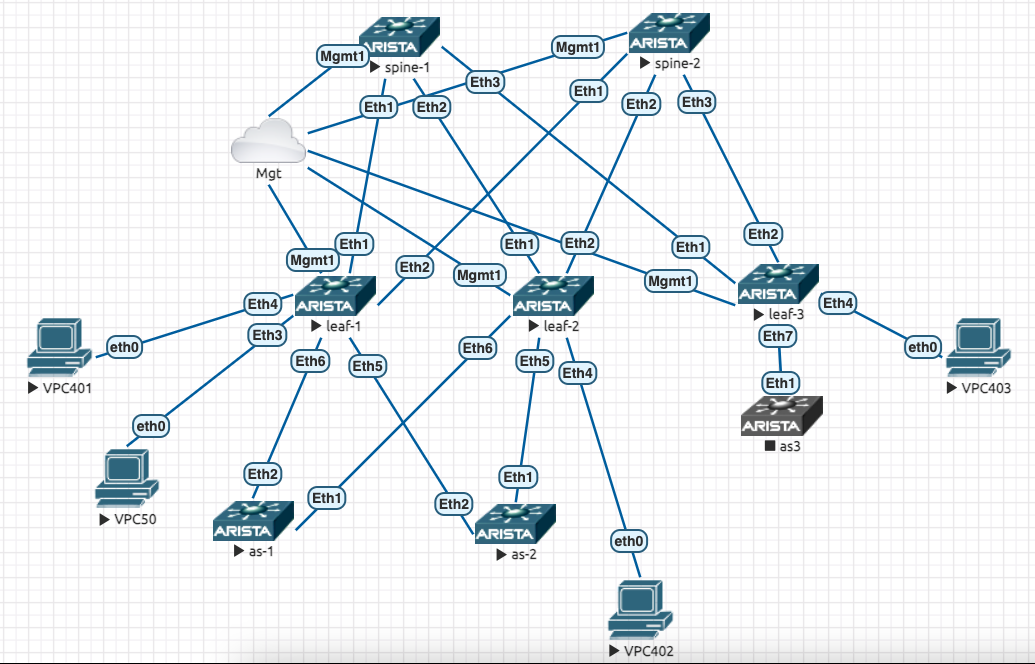 ARISTA
spine-1
Mgmt1
Mgmt1
ARISTA
spine-2
Eth3
Eth1
Eth1
Eth2
Eth2
Eth3
Mgt
Eth1
Eth1
Eth2
Eth1
Eth2
Mgmt1
Eth2
Mgmt1
Mgmt1
ARISTA
leaf-1
ARISTA
leaf-2
ARISTA
leaf-3
Eth4
Eth4
Eth3
Eth7
eth0
eth0
Eth6
Eth5
Eth6
Eth5
Eth4
VPC401
Eth1
VPC403
ARISTA
as3
eth0
Eth2
Eth1
Eth2
Eth1
VPC50
ARISTA
as-1
ARISTA
as-2
eth0
VPC402